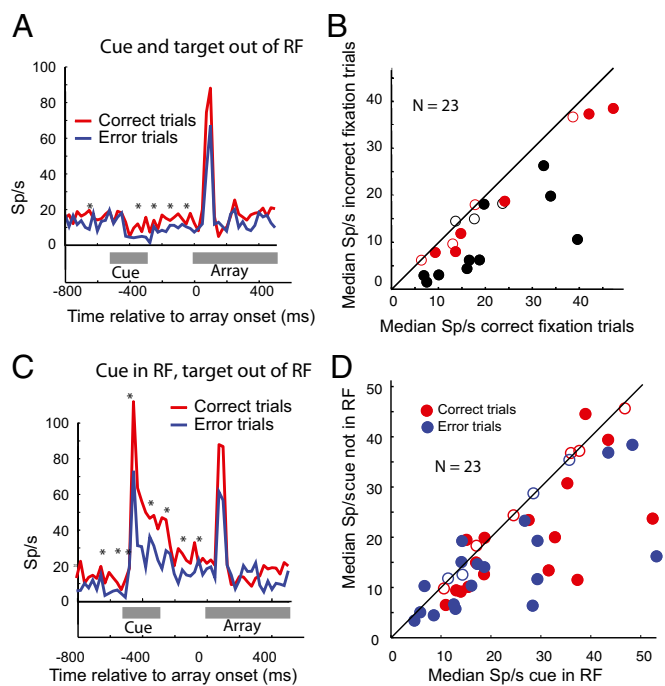 A
Cue and target out of RF
100
80
60
40
20
0
Sp/s
Correct trials
Error trials
* * * * *
Cue
Array
-800 -400 0 400
Time relative to array onset (ms)
B
Median Sp/s incorrect fixation trials
40
30
20
10
0
N = 23
0 10 20 30 40
Median Sp/s correct fixation trials
C
Cue in RF, target out of RF
100
80
60
40
20
0
Sp/s
Correct trials
Error trials
* * * * * * * *
Cue
Array
-800 -400 0 400
Time relative to array onset (ms)
D
Median Sp/scue not in RF
50
40
30
20
10
0
Correct trials
Error trials
N = 23
0 10 20 30 40 50
Median Sp/s cue in RF